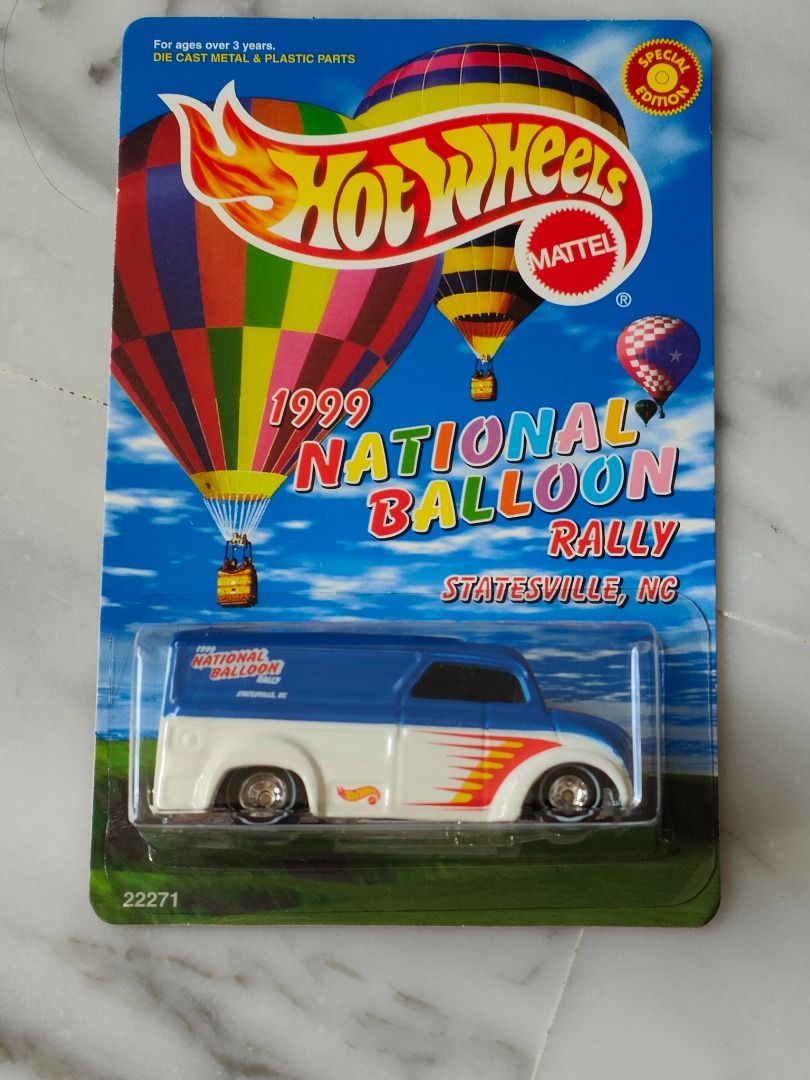 For ages over 3 years.
DIE CAST METAL & PLASTIC PARTS
SPECIAL
EDITION
HOT WHEELS
MATTEL
®
1999
NATIONAL
BALLOON
RALLY
STATESVILLE, NC
1999
NATIONAL
BALLOON
RALLY
STATESVILLE, NC
22271